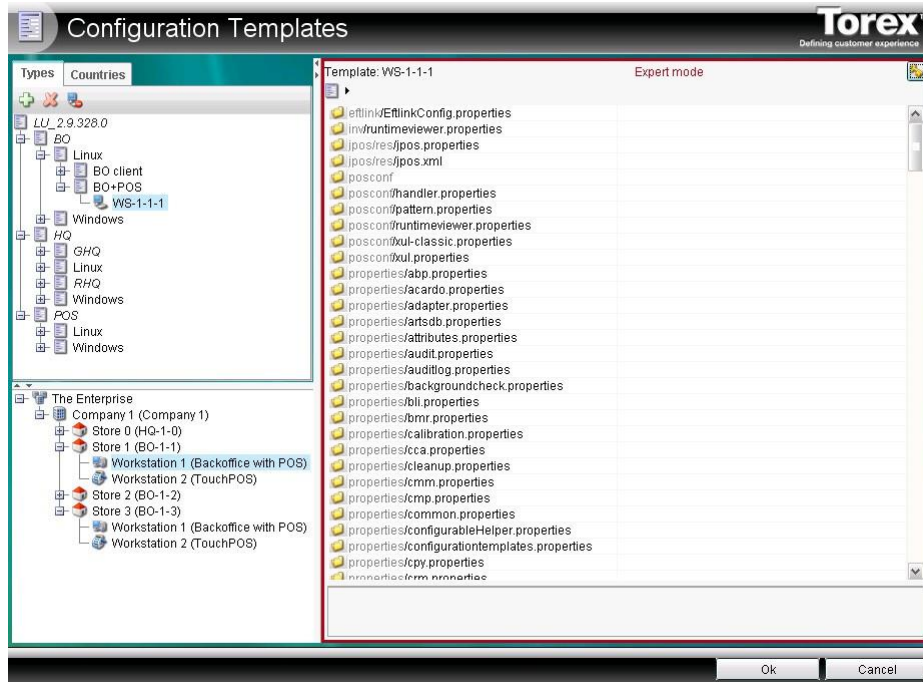 Configuration Templates
Torex
Defining customer experience
Types
Countries
LU_2.9.328.0
BO
Linux
BO client
BO+POS
WS-1-1-1
Windows
HQ
GHQ
Linux
RHQ
Windows
POS
Linux
Windows
The Enterprise
Company 1 (Company 1)
Store 0 (HQ-1-0)
Store 1 (BO-1-1)
Workstation 1 (Backoffice with POS)
Workstation 2 (TouchPOS)
Store 2 (BO-1-2)
Store 3 (BO-1-3)
Workstation 1 (Backoffice with POS)
Workstation 2 (TouchPOS)
Template: WS-1-1-1
Expert mode
eftlink/EftlinkConfig.properties
inv/runtimeviewer.properties
jpos/res/jpos.properties
jpos/res/jpos.xml
posconf
posconf/handler.properties
posconf/pattern.properties
posconf/runtimeviewer.properties
posconf/xul-classic.properties
posconf/xul.properties
properties/abp.properties
properties/acardo.properties
properties/adapter.properties
properties/artsdb.properties
properties/attributes.properties
properties/audit.properties
properties/auditlog.properties
properties/backgroundcheck.properties
properties/bli.properties
properties/bmr.properties
properties/calibration.properties
properties/cca.properties
properties/cleanup.properties
properties/cmm.properties
properties/cmp.properties
properties/common.properties
properties/configurableHelper.properties
properties/configurationtemplates.properties
properties/cpy.properties
properties/crm.properties
Ok
Cancel